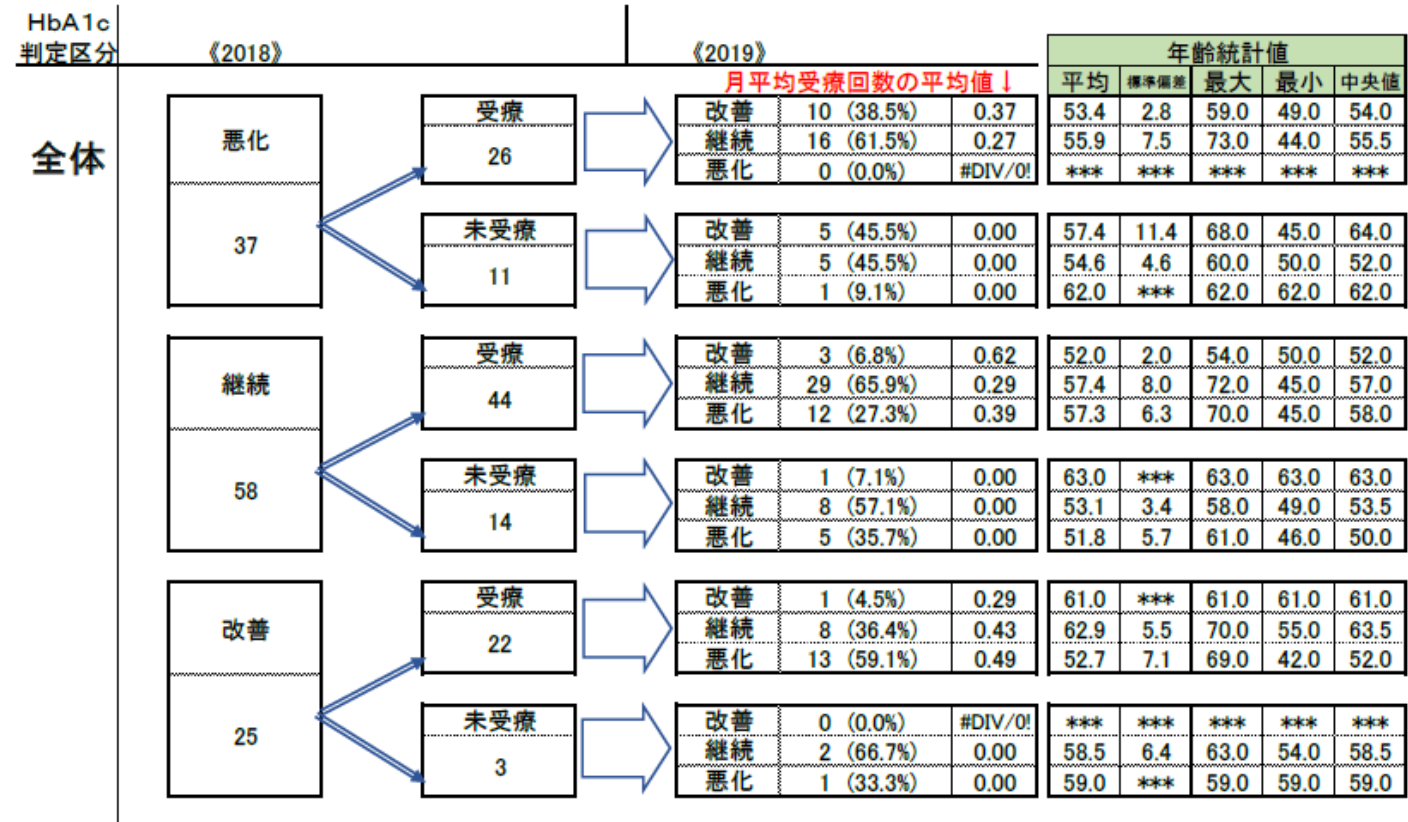 HbA1c
判定区分 《2018》 《2019》 年齢統計値
月平均受療回数の平均値↓ 平均 標準偏差 最大 最小 中央値
全体
悪化
37
受療
26
改善 10 (38.5%) 0.37 53.4 2.8 59.0 49.0 54.0
継続 16 (61.5%) 0.27 55.9 7.5 73.0 44.0 55.5
悪化 0 (0.0%) #DIV/0! *** *** *** *** ***
未受療
11
改善 5 (45.5%) 0.00 57.4 11.4 68.0 45.0 64.0
継続 5 (45.5%) 0.00 54.6 4.6 60.0 50.0 52.0
悪化 1 (9.1%) 0.00 62.0 *** 62.0 62.0 62.0
継続
58
受療
44
改善 3 (6.8%) 0.62 52.0 2.0 54.0 50.0 52.0
継続 29 (65.9%) 0.29 57.4 8.0 72.0 45.0 57.0
悪化 12 (27.3%) 0.39 57.3 6.3 70.0 45.0 58.0
未受療
14
改善 1 (7.1%) 0.00 63.0 *** 63.0 63.0 63.0
継続 8 (57.1%) 0.00 53.1 3.4 58.0 49.0 53.5
悪化 5 (35.7%) 0.00 51.8 5.7 61.0 46.0 50.0
改善
25
受療
22
改善 1 (4.5%) 0.29 61.0 *** 61.0 61.0 61.0
継続 8 (36.4%) 0.43 62.9 5.5 70.0 55.0 63.5
悪化 13 (59.1%) 0.49 52.7 7.1 69.0 42.0 52.0
未受療
3
改善 0 (0.0%) #DIV/0! *** *** *** *** ***
継続 2 (66.7%) 0.00 58.5 6.4 63.0 54.0 58.5
悪化 1 (33.3%) 0.00 59.0 *** 59.0 59.0 59.0